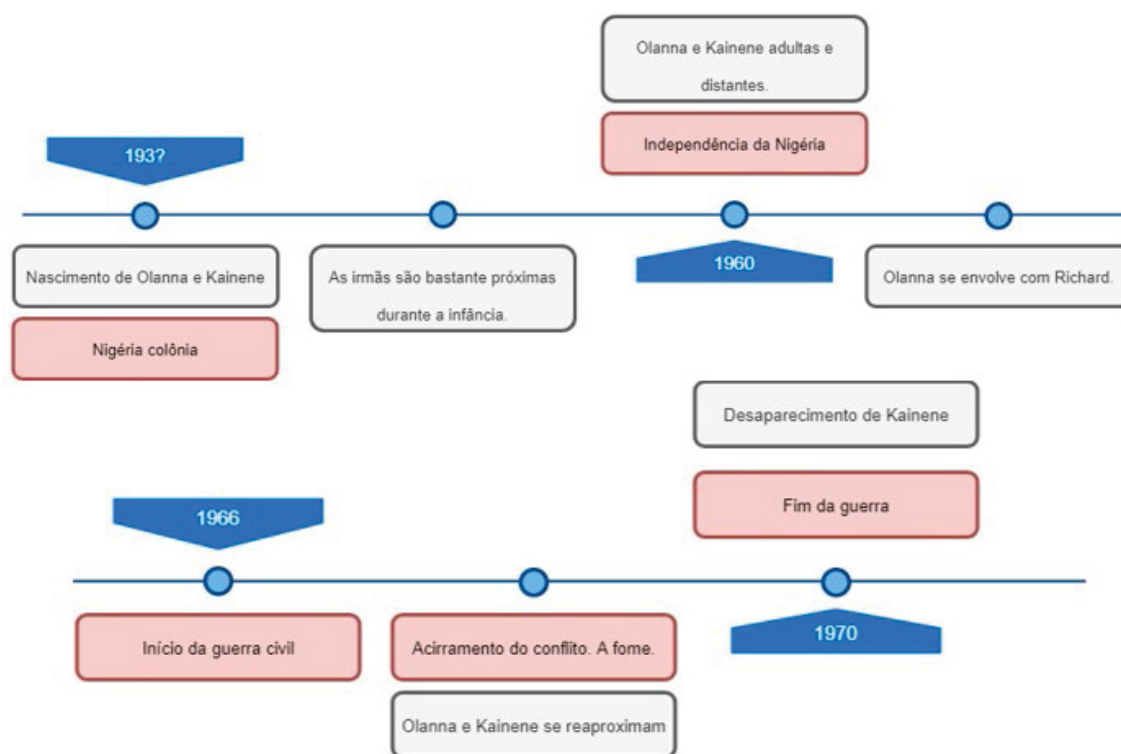 Olanna e Kainene adultas e
distantes.
193?
Independência da Nigéria
Nascimento de Olanna e Kainene
As irmãs são bastante próximas
durante a infância.
1960
Olanna se envolve com Richard.
Nigéria colônia
Desaparecimento de Kainene
1966
Fim da guerra
Início da guerra civil
Acirramento do conflito. A fome.
1970
Olanna e Kainene se reaproximam